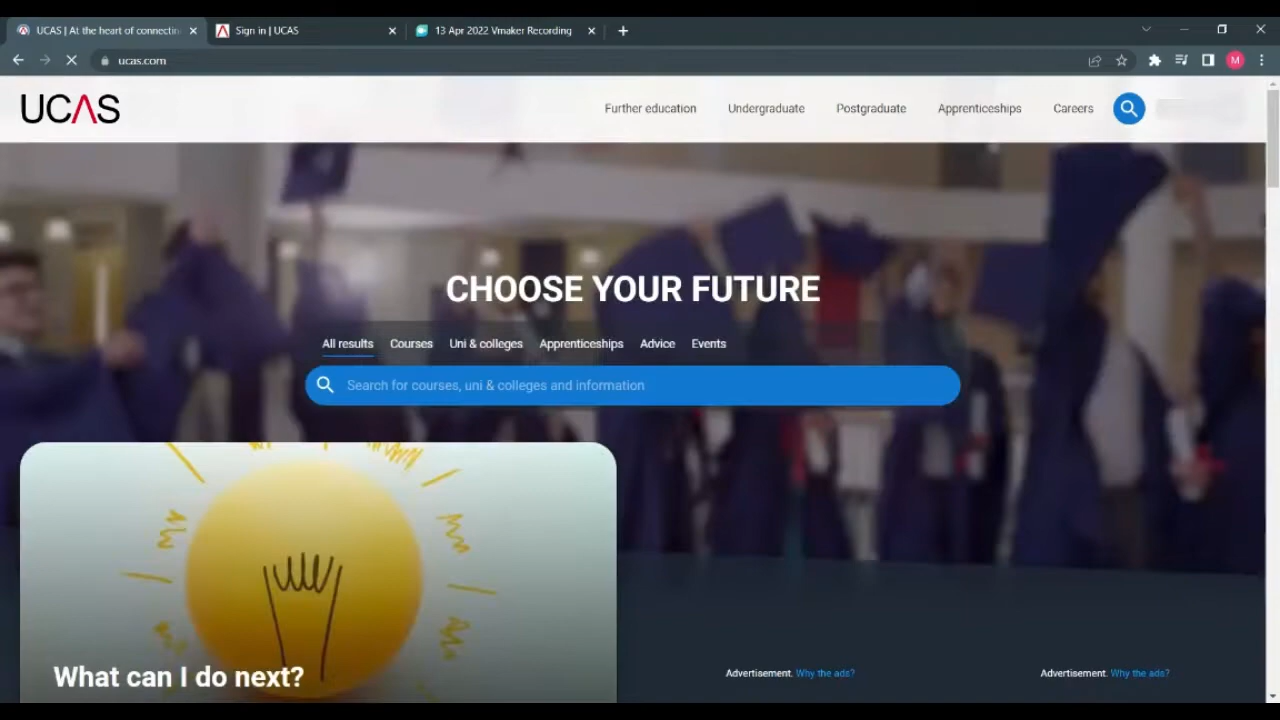 UCAS | At the heart of connectin
Sign in | UCAS
13 Apr 2022 Vmaker Recording
ucas.com
M
UCAS
Further education
Undergraduate
Postgraduate
Apprenticeships
Careers
CHOOSE YOUR FUTURE
All results
Courses
Uni & colleges
Apprenticeships
Advice
Events
Search for courses, uni & colleges and information
What can I do next?
Advertisement. Why the ads?
Advertisement. Why the ads?